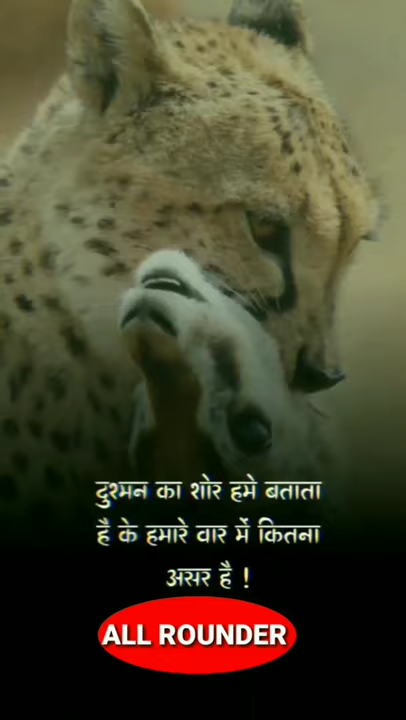 दुश्मन का शोर हमे बताता
है के हमारे वार में कितना
असर है !
ALL ROUNDER